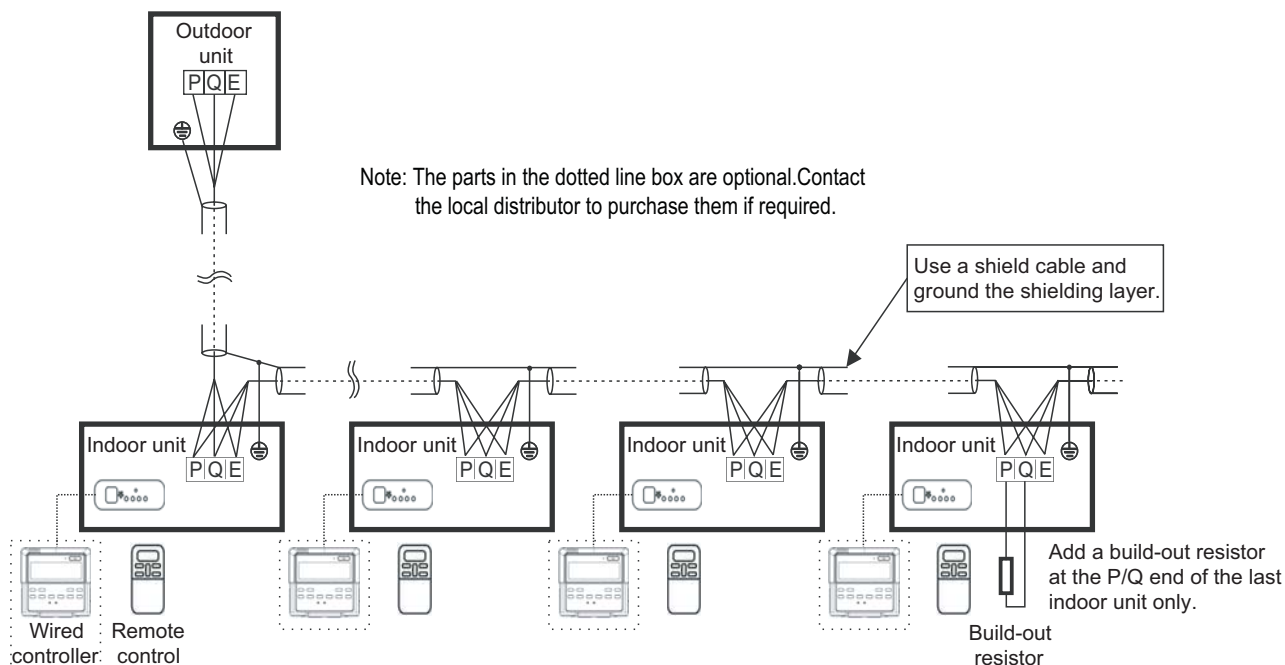 Outdoor
unit
P Q E
Note: The parts in the dotted line box are optional.Contact
the local distributor to purchase them if required.
Use a shield cable and
ground the shielding layer.
Indoor unit
P Q E
Indoor unit
P Q E
Indoor unit
P Q E
Indoor unit
P Q E
Wired
controller
Remote
control
Add a build-out resistor
at the P/Q end of the last
indoor unit only.
Build-out
resistor